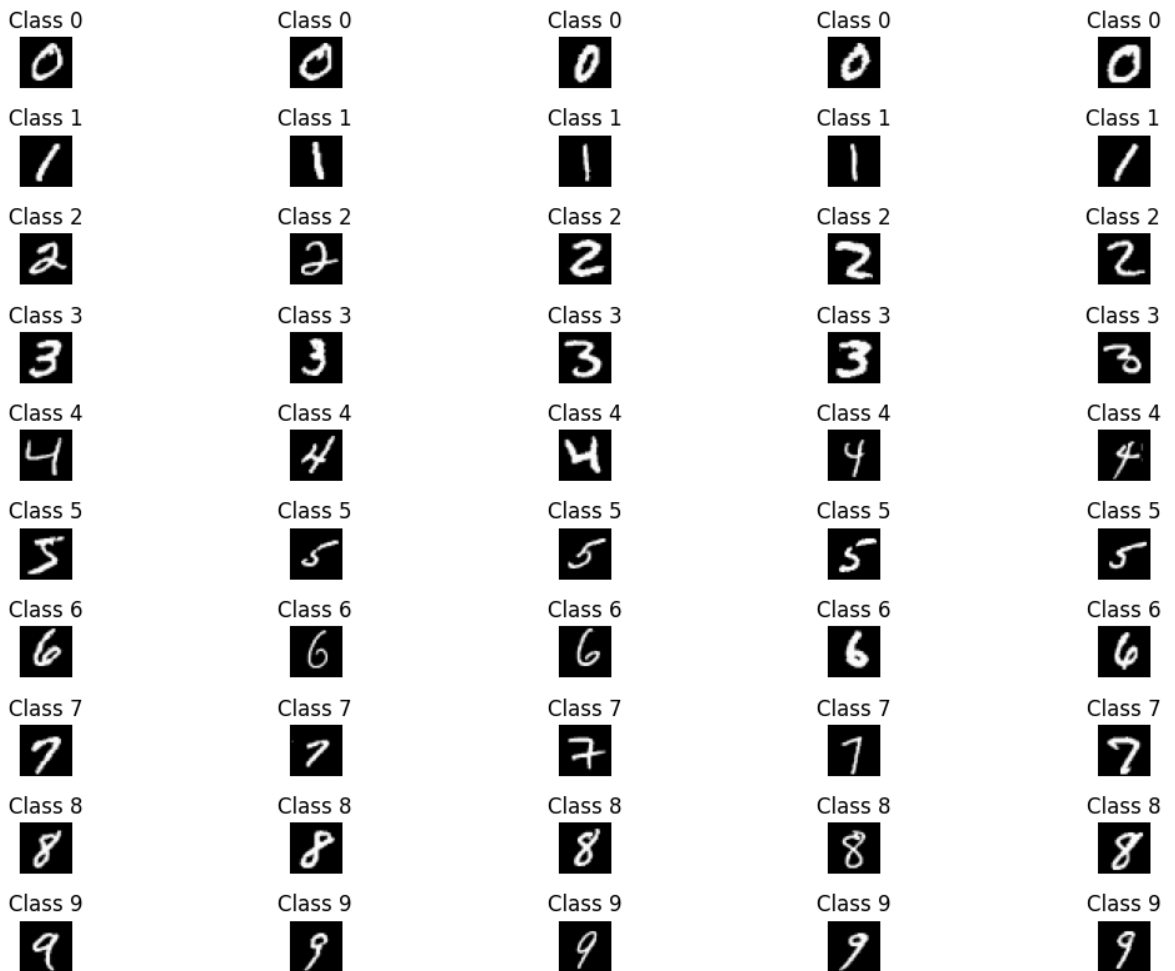 Class 0 Class 0 Class 0 Class 0 Class 0
0 0 0 0 0
Class 1 Class 1 Class 1 Class 1 Class 1
1 1 1 1 1
Class 2 Class 2 Class 2 Class 2 Class 2
2 2 2 2 2
Class 3 Class 3 Class 3 Class 3 Class 3
3 3 3 3 3
Class 4 Class 4 Class 4 Class 4 Class 4
4 4 4 4 4
Class 5 Class 5 Class 5 Class 5 Class 5
5 5 5 5 5
Class 6 Class 6 Class 6 Class 6 Class 6
6 6 6 6 6
Class 7 Class 7 Class 7 Class 7 Class 7
7 7 7 7 7
Class 8 Class 8 Class 8 Class 8 Class 8
8 8 8 8 8
Class 9 Class 9 Class 9 Class 9 Class 9
9 9 9 9 9